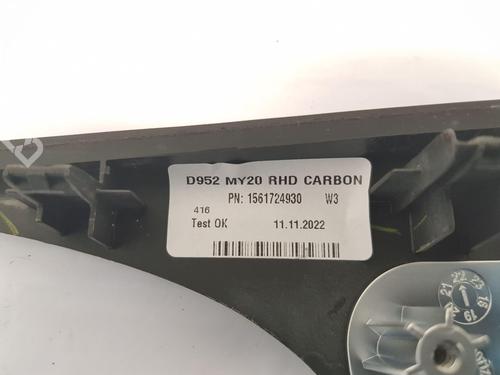 D952 MY20 RHD CARBON
PN: 1561724930 W3
416
Test OK 11.11.2022